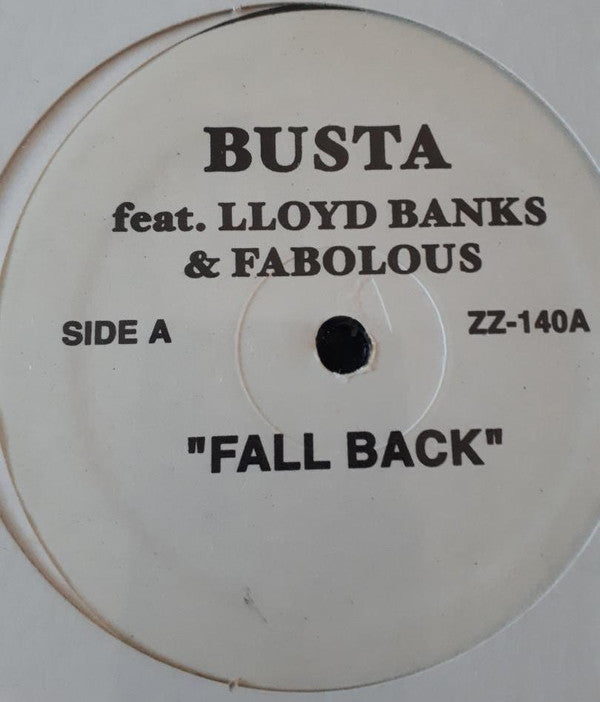 BUSTA
feat. LLOYD BANKS
& FABOLOUS
SIDE A
ZZ-140A
"FALL BACK"